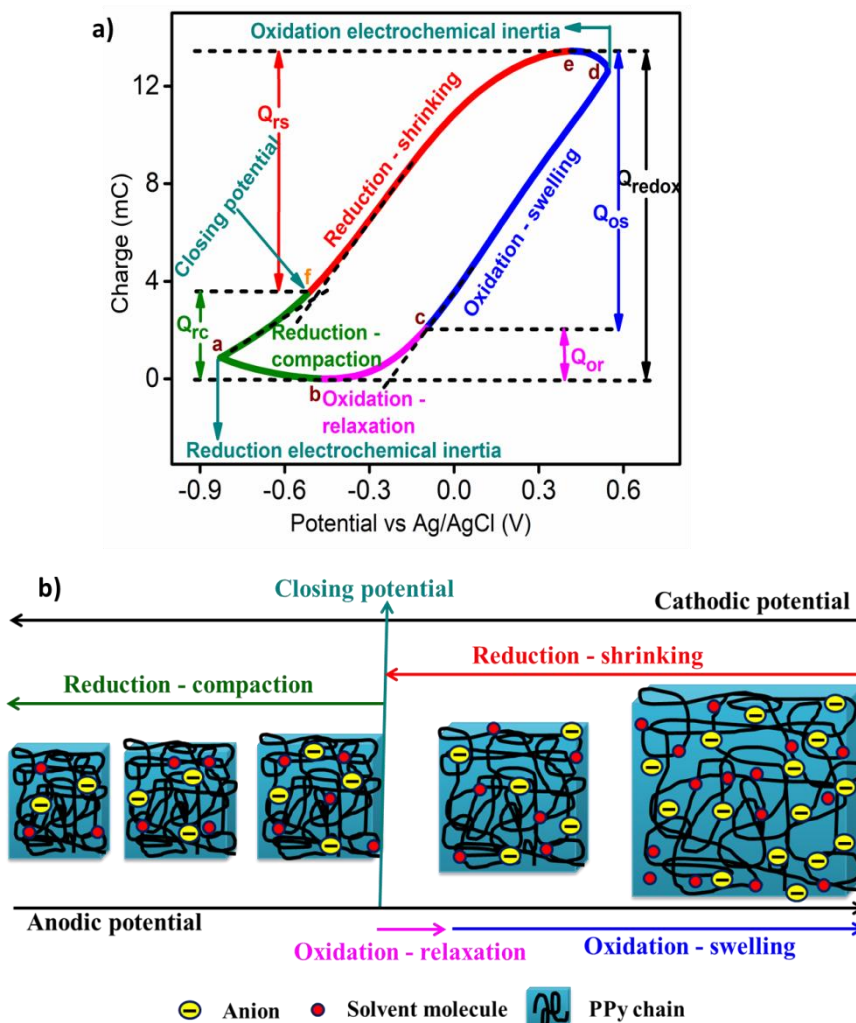 a)
Oxidation electrochemical inertia
e
d
12
Q_rs
Reduction - shrinking
Q_redox
Q_os
Oxidation - swelling
Closing potential
8
Charge (mC)
f
4
Q_rc
a
Reduction -
compaction
c
Q_or
0
b
Oxidation -
relaxation
Reduction electrochemical inertia
-0.9 -0.6 -0.3 0.0 0.3 0.6
Potential vs Ag/AgCl (V)
b)
Closing potential
Cathodic potential
Reduction - shrinking
Reduction - compaction
Anodic potential
Oxidation - relaxation
Oxidation - swelling
Anion
Solvent molecule
PPy chain